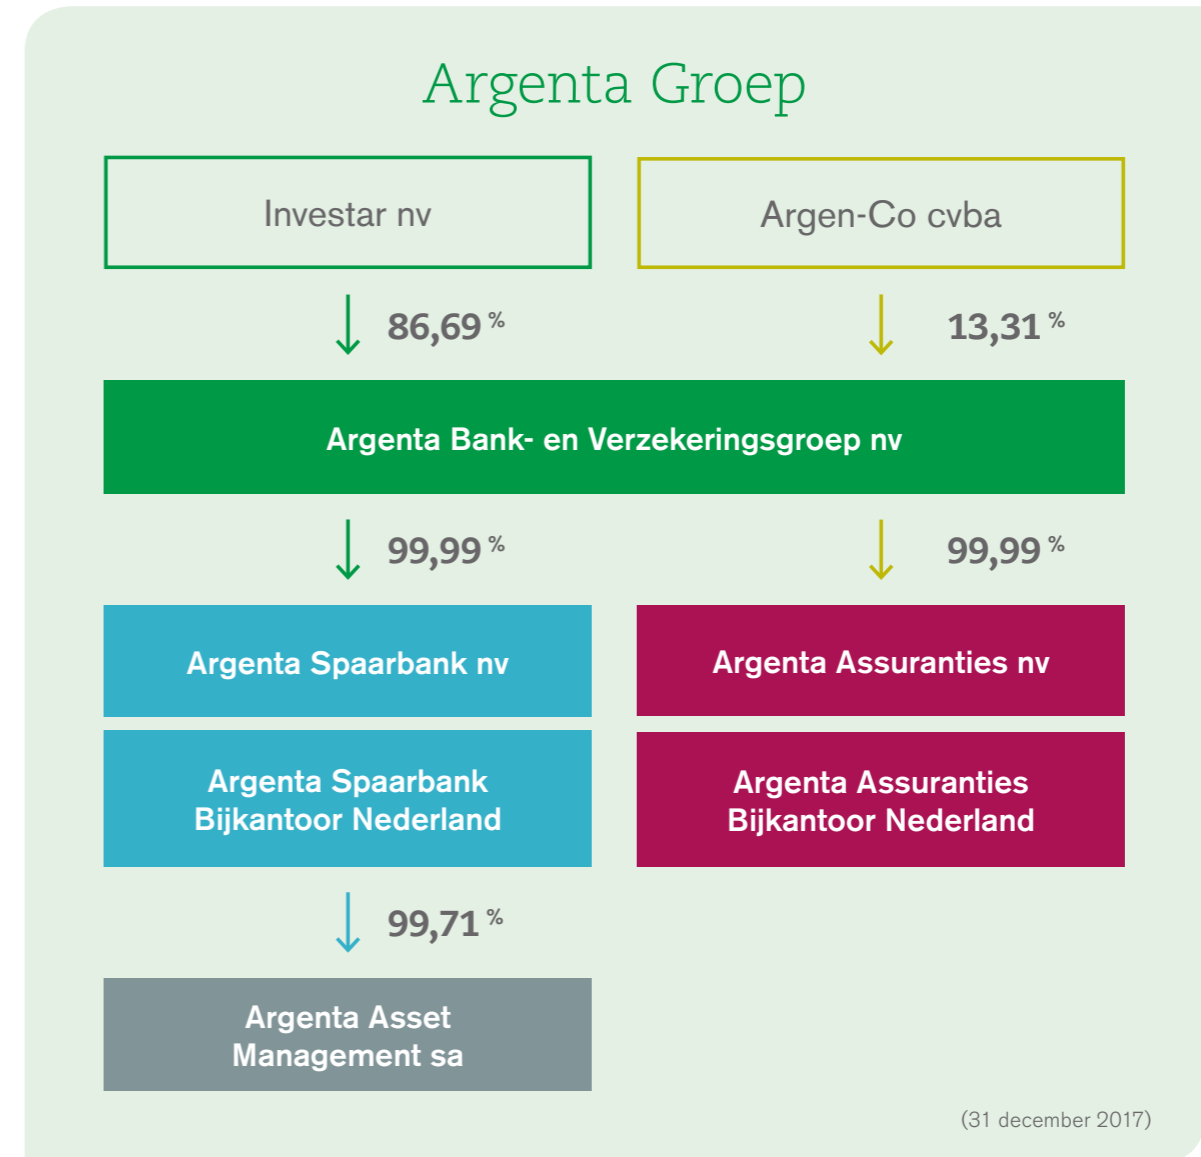 Argenta Groep
Investar nv
Argen-Co cvba
86,69 %
13,31 %
Argenta Bank- en Verzekeringsgroep nv
99,99 %
99,99 %
Argenta Spaarbank nv
Argenta Assuranties nv
Argenta Spaarbank
Bijkantoor Nederland
Argenta Assuranties
Bijkantoor Nederland
99,71 %
Argenta Asset
Management sa
(31 december 2017)